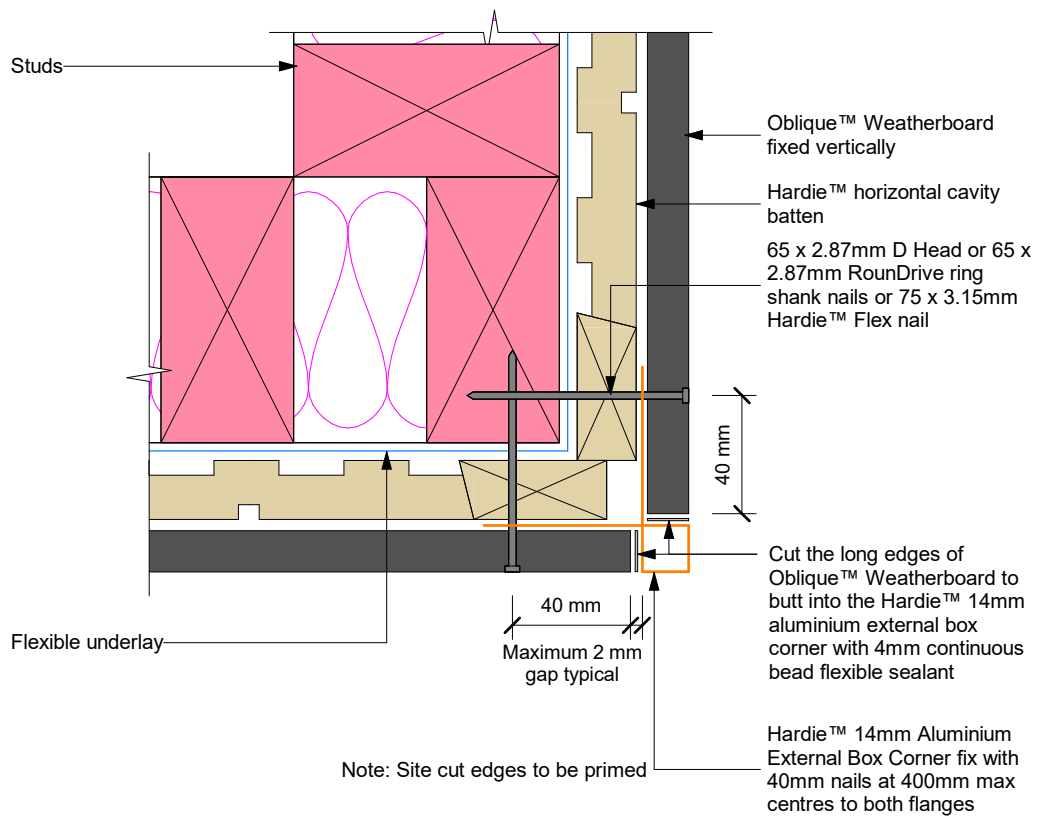 Studs
Oblique™ Weatherboard
fixed vertically
Hardie™ horizontal cavity
batten
65 x 2.87mm D Head or 65 x
2.87mm RounDrive ring
shank nails or 75 x 3.15mm
Hardie™ Flex nail
40 mm
Cut the long edges of
Oblique™ Weatherboard to
butt into the Hardie™ 14mm
aluminium external box
corner with 4mm continuous
bead flexible sealant
40 mm
Maximum 2 mm
gap typical
Flexible underlay
Hardie™ 14mm Aluminium
External Box Corner fix with
40mm nails at 400mm max
centres to both flanges
Note: Site cut edges to be primed